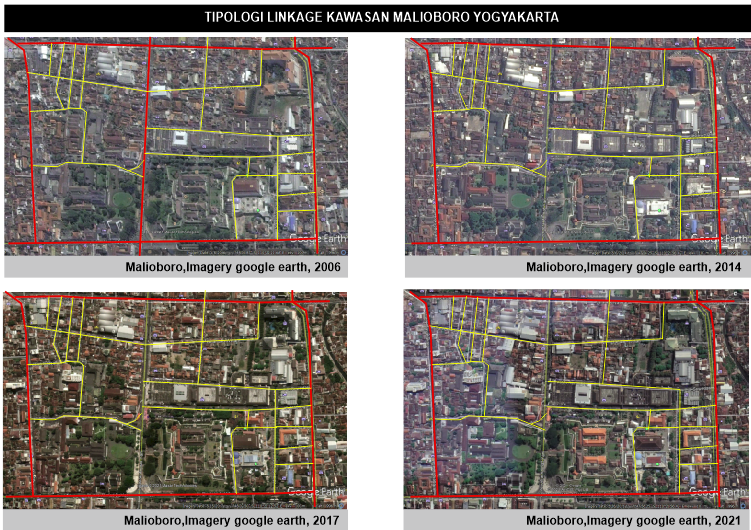 TIPOLOGI LINKAGE KAWASAN MALIOBORO YOGYAKARTA
Google Earth
Google Earth
Malioboro,Imagery google earth, 2006
Malioboro,Imagery google earth, 2014
Google Earth
Google Earth
Malioboro,Imagery google earth, 2017
Malioboro,Imagery google earth, 2021